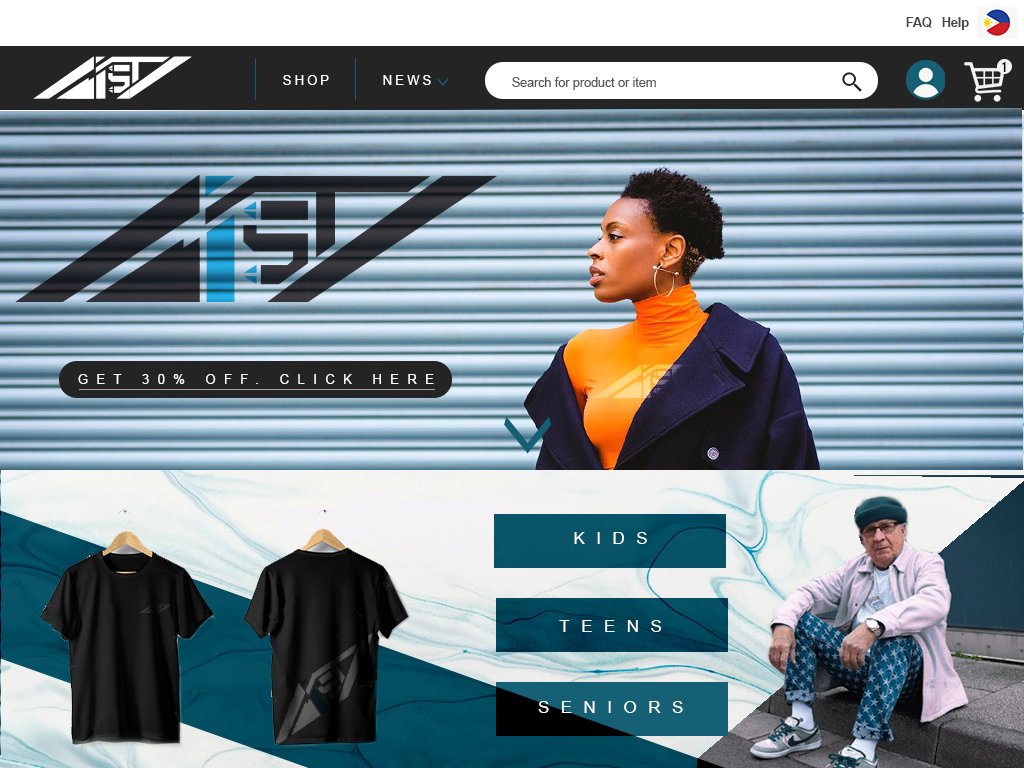 FAQ Help
SHOP NEWS Search for product or item 1
GET 30% OFF. CLICK HERE
KIDS
TEENS
SENIORS